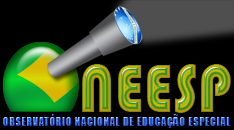 ONEESP
OBSERVATÓRIO NACIONAL DE EDUCAÇÃO ESPECIAL